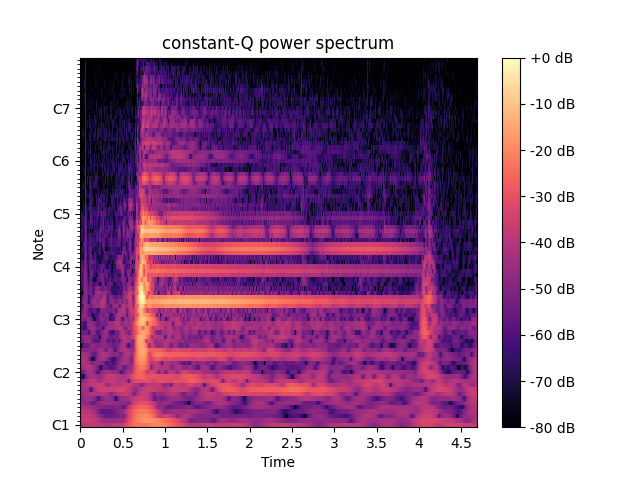 constant-Q power spectrum
Note
C7
C6
C5
C4
C3
C2
C1
0 0.5 1 1.5 2 2.5 3 3.5 4 4.5
Time
+0 dB
-10 dB
-20 dB
-30 dB
-40 dB
-50 dB
-60 dB
-70 dB
-80 dB